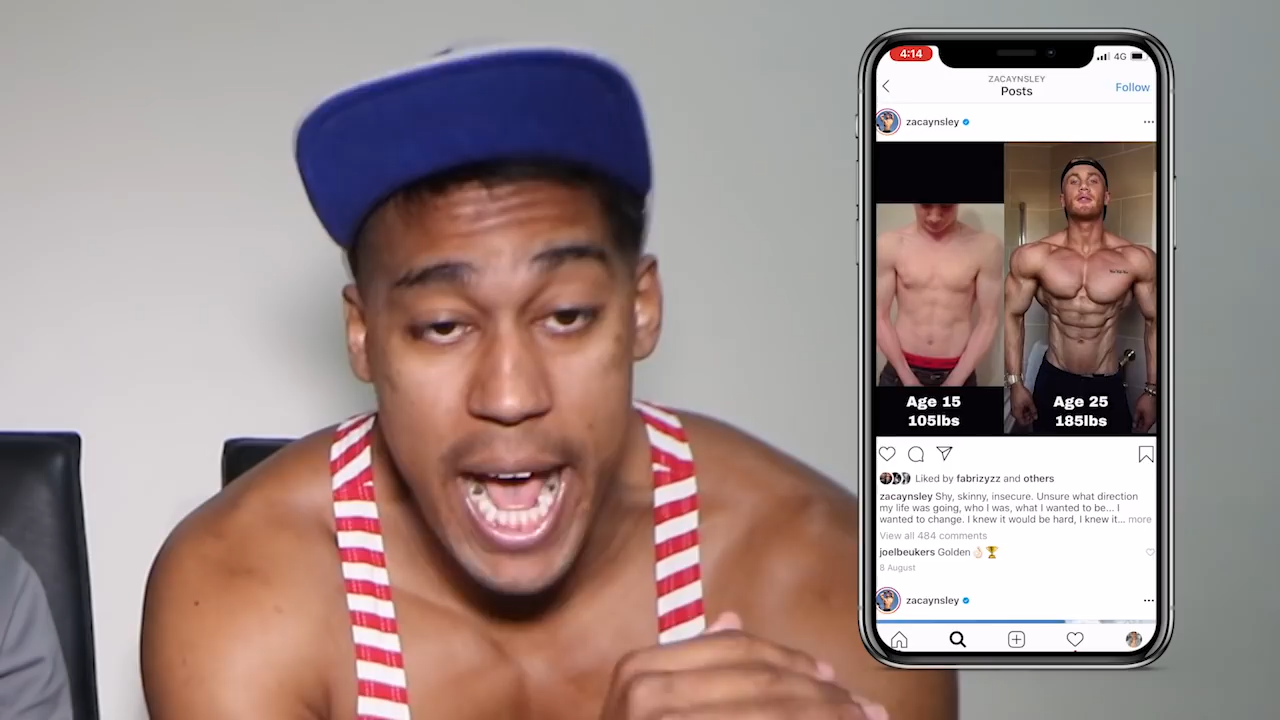 4:14
4G
ZACAYNSLEY
Posts
Follow
zacaynsley
Age 15
105lbs
Age 25
185lbs
Liked by fabrizyzz and others
zacaynsley Shy, skinny, insecure. Unsure what direction
my life was going, who I was, what I wanted to be... I
wanted to change. I knew it would be hard, I knew it... more
View all 484 comments
joelbeukers Golden 👌🏻🏆
8 August
zacaynsley